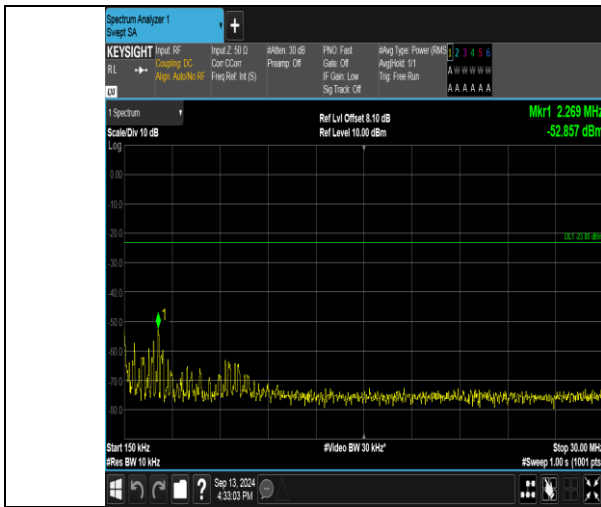 Spectrum Analyzer 1
Swept SA
+
KEYSIGHT Input: RF Input Z: 50 Ω #Atten: 30 dB PNO: Fast #Avg Type: Power (RMS 1 2 3 4 5 6
RL Coupling: DC Corr CCorr Preamp: Off Gate: Off Avg|Hold: 1/1 A W W W W W
Align: Auto/No RF Freq Ref: Int (S) IF Gain: Low Trig: Free Run
LXI Sig Track: Off A A A A A A
1 Spectrum Ref Lvl Offset 8.10 dB Mkr1 2.269 MHz
Scale/Div 10 dB Ref Level 10.00 dBm -52.857 dBm
Log
0.00
-10.0
-20.0
DL1 -23.00 dBm
-30.0
-40.0
1
-50.0
-60.0
-70.0
-80.0
Start 150 kHz #Video BW 30 kHz* Stop 30.00 MHz
#Res BW 10 kHz #Sweep 1.00 s (1001 pts
? Sep 13, 2024
4:33:03 PM